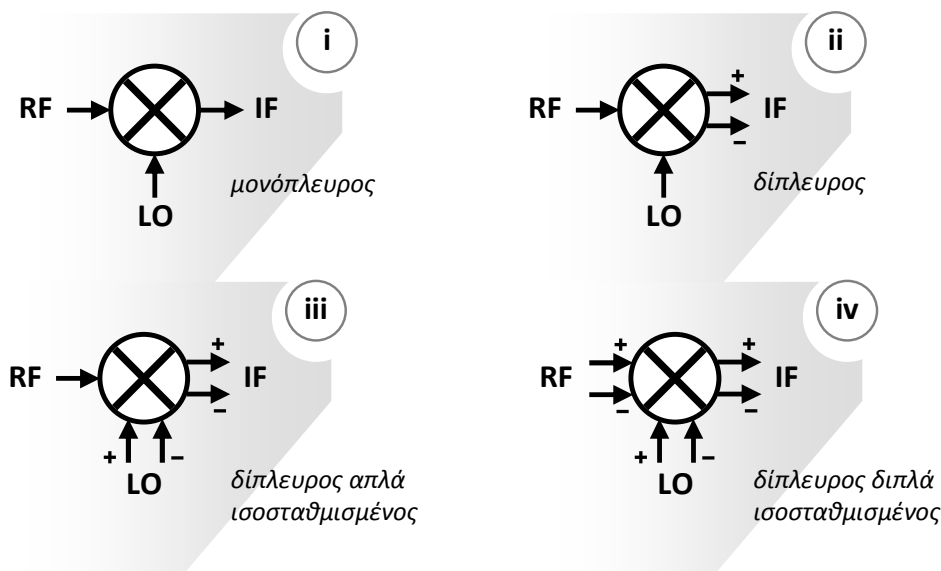 i
RF
IF
LO
μονόπλευρος
ii
RF
+
IF
–
LO
δίπλευρος
iii
RF
+
IF
–
+
–
LO
δίπλευρος απλά
ισοσταθμισμένος
iv
RF
+
–
+
IF
–
+
–
LO
δίπλευρος διπλά
ισοσταθμισμένος